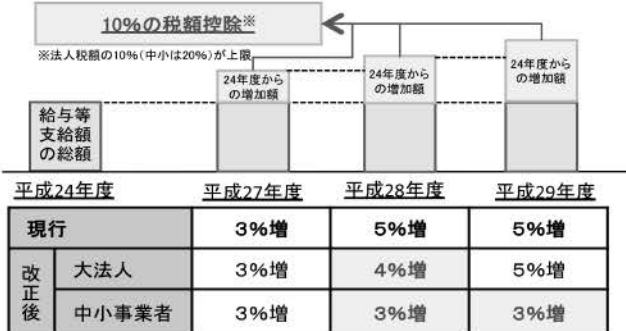 10%の税額控除※
※法人税額の10%(中小は20%)が上限
24年度から
の増加額
24年度から
の増加額
24年度から
の増加額
給与等
支給額
の総額
平成24年度 平成27年度 平成28年度 平成29年度
現行 3%増 5%増 5%増
改正後
大法人 3%増 4%増 5%増
中小事業者 3%増 3%増 3%増